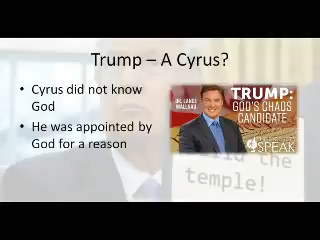 Trump – A Cyrus?
• Cyrus did not know
God
• He was appointed by
God for a reason
DR. LANCE
WALLNAU
TRUMP:
GOD'S CHAOS
CANDIDATE
SPEAK
the
temple!